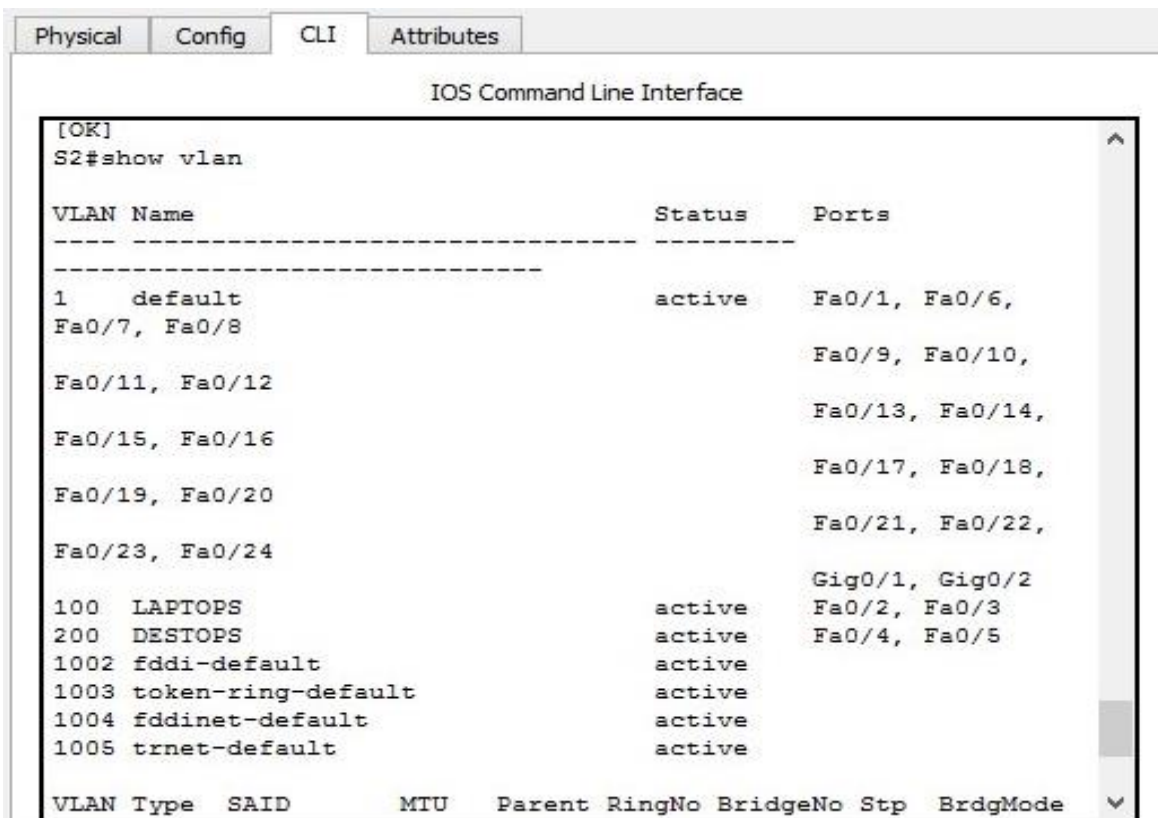 Physical Config CLI Attributes
IOS Command Line Interface
[OK]
S2#show vlan
VLAN Name                             Status    Ports
---- -------------------------------- ---------
-------------------------------
1    default                          active    Fa0/1, Fa0/6,
Fa0/7, Fa0/8
                                                Fa0/9, Fa0/10,
Fa0/11, Fa0/12
                                                Fa0/13, Fa0/14,
Fa0/15, Fa0/16
                                                Fa0/17, Fa0/18,
Fa0/19, Fa0/20
                                                Fa0/21, Fa0/22,
Fa0/23, Fa0/24
                                                Gig0/1, Gig0/2
100  LAPTOPS                          active    Fa0/2, Fa0/3
200  DESTOPS                          active    Fa0/4, Fa0/5
1002 fddi-default                     active
1003 token-ring-default               active
1004 fddinet-default                  active
1005 trnet-default                    active
VLAN Type  SAID       MTU   Parent RingNo BridgeNo Stp  BrdgMode